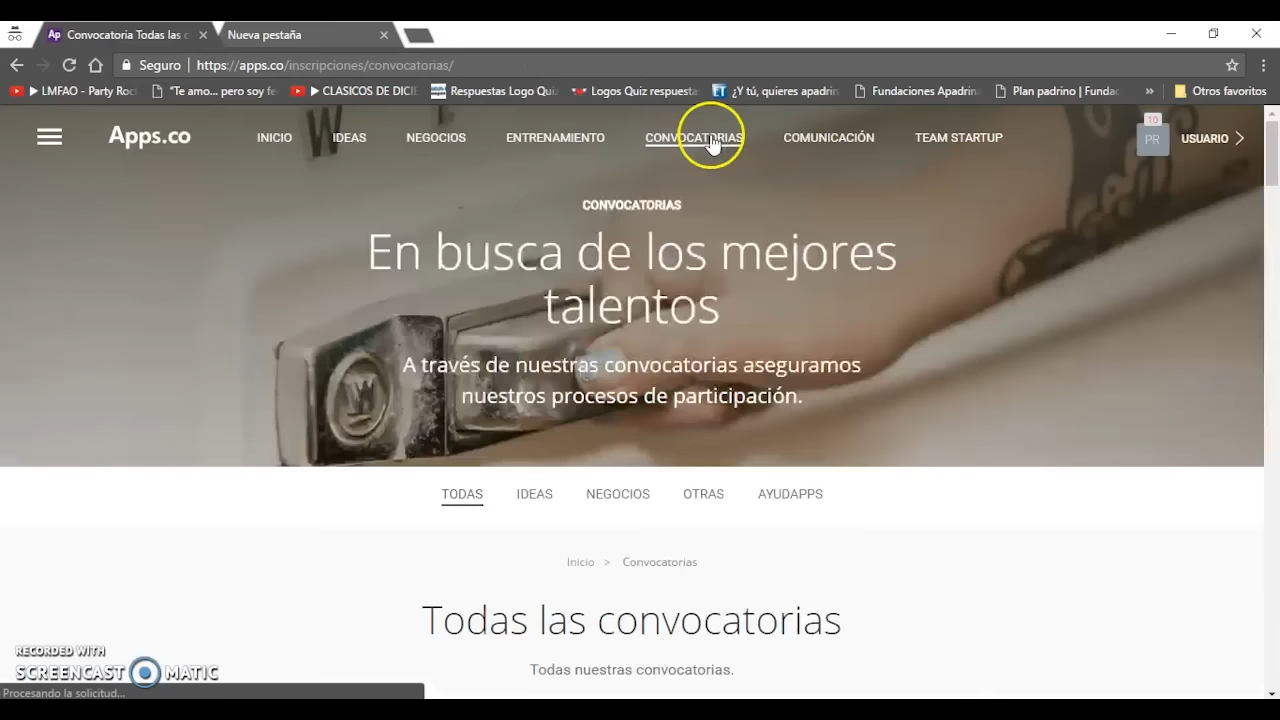 Convocatoria Todas las c
Nueva pestaña
Seguro
https://apps.co/inscripciones/convocatorias/
LMFAO - Party Roc
"Te amo... pero soy fe
CLASICOS DE DICIE
Respuestas Logo Quiz
Logos Quiz respuesta
¿Y tú, quieres apadrin
Fundaciones Apadrina
Plan padrino | Fundac
»
Otros favoritos
Apps.co
INICIO
IDEAS
NEGOCIOS
ENTRENAMIENTO
CONVOCATORIAS
COMUNICACIÓN
TEAM STARTUP
10
PR
USUARIO
CONVOCATORIAS
En busca de los mejores
talentos
A través de nuestras convocatorias aseguramos
nuestros procesos de participación.
W
TODAS
IDEAS
NEGOCIOS
OTRAS
AYUDAPPS
Inicio > Convocatorias
Todas las convocatorias
Todas nuestras convocatorias.
RECORDED WITH
SCREENCAST MATIC
Procesando la solicitud...